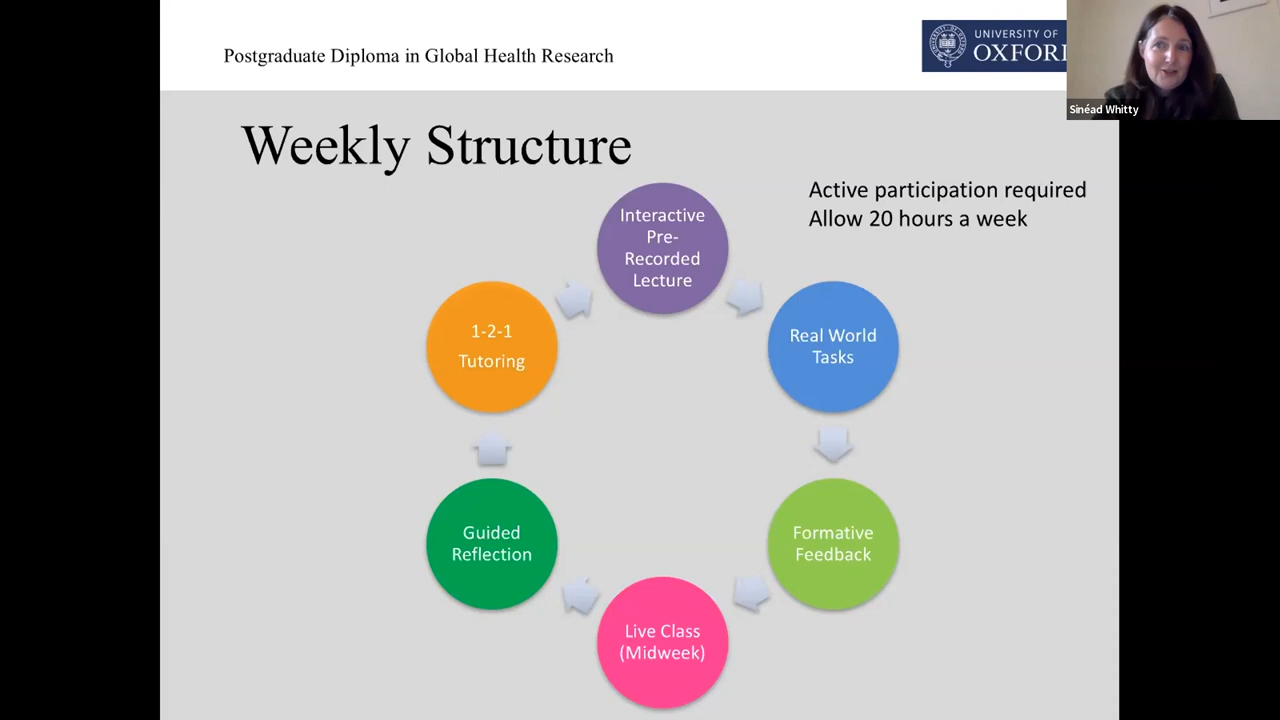 Postgraduate Diploma in Global Health Research
UNIVERSITY OF
OXFORD
Sinéad Whitty
Weekly Structure
Active participation required
Allow 20 hours a week
Interactive
Pre-
Recorded
Lecture
Real World
Tasks
Formative
Feedback
Live Class
(Midweek)
Guided
Reflection
1-2-1
Tutoring